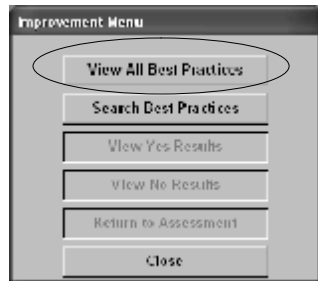 Improvement Menu
View All Best Practices
Search Best Practices
View Yes Results
View No Results
Return to Assessment
Close